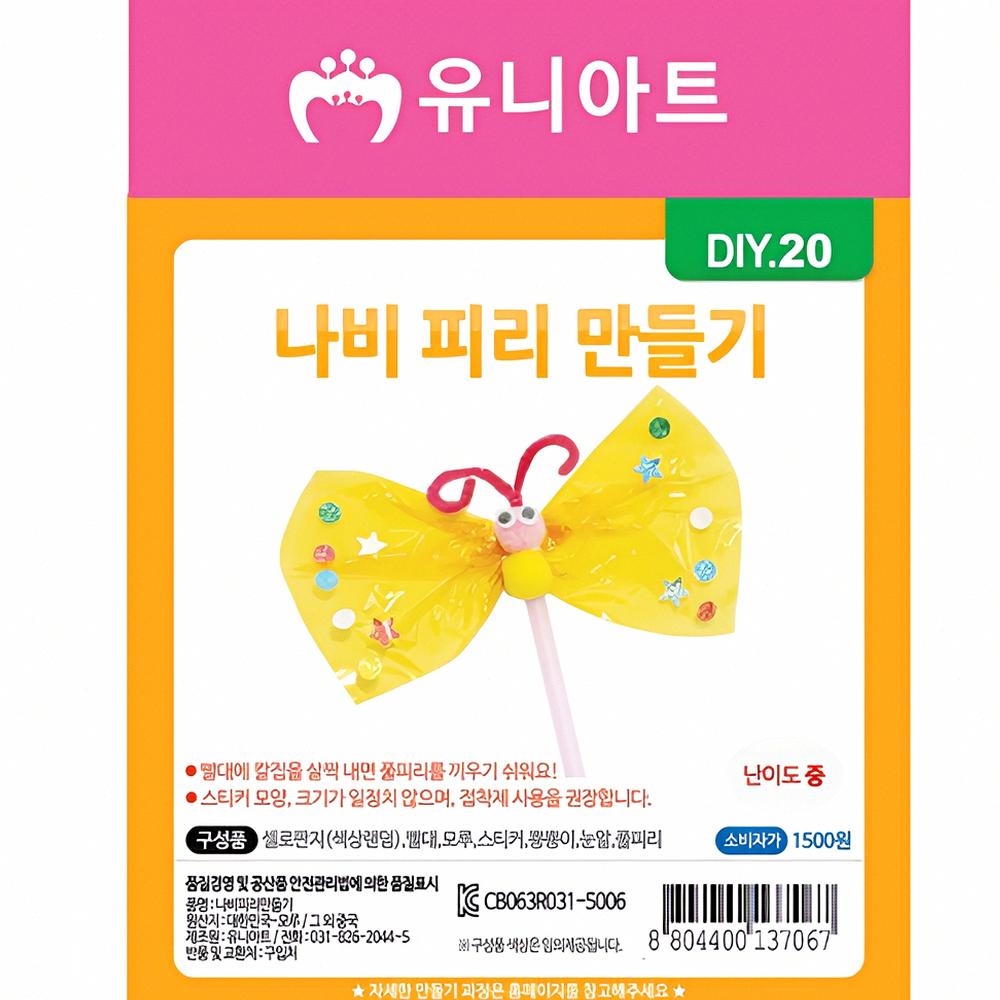 유니아트
DIY.20
나비 피리 만들기
● 빨대에 칼집을 살짝 내면 풀피리를 끼우기 쉬워요!
● 스티커 모양, 크기가 일정치 않으며, 접착제 사용을 권장합니다.
난이도 중
구성품 셀로판지(색상랜덤),빨대,모루,스티커,뿅뿅이,눈알,풀피리
소비자가 1500원
품질경영 및 공산품 안전관리법에 의한 품질표시
품명 : 나비피리만들기
원산지 : 대한민국-모루 / 그 외 중국
제조원 : 유니아트 / 전화 : 031-826-2044~5
반품 및 교환처 : 구입처
CB063R031-5006
※ 구성품 색상은 임의제공됩니다.
8 804400 137067
★ 자세한 만들기 과정은 홈페이지를 참고해주세요 ★